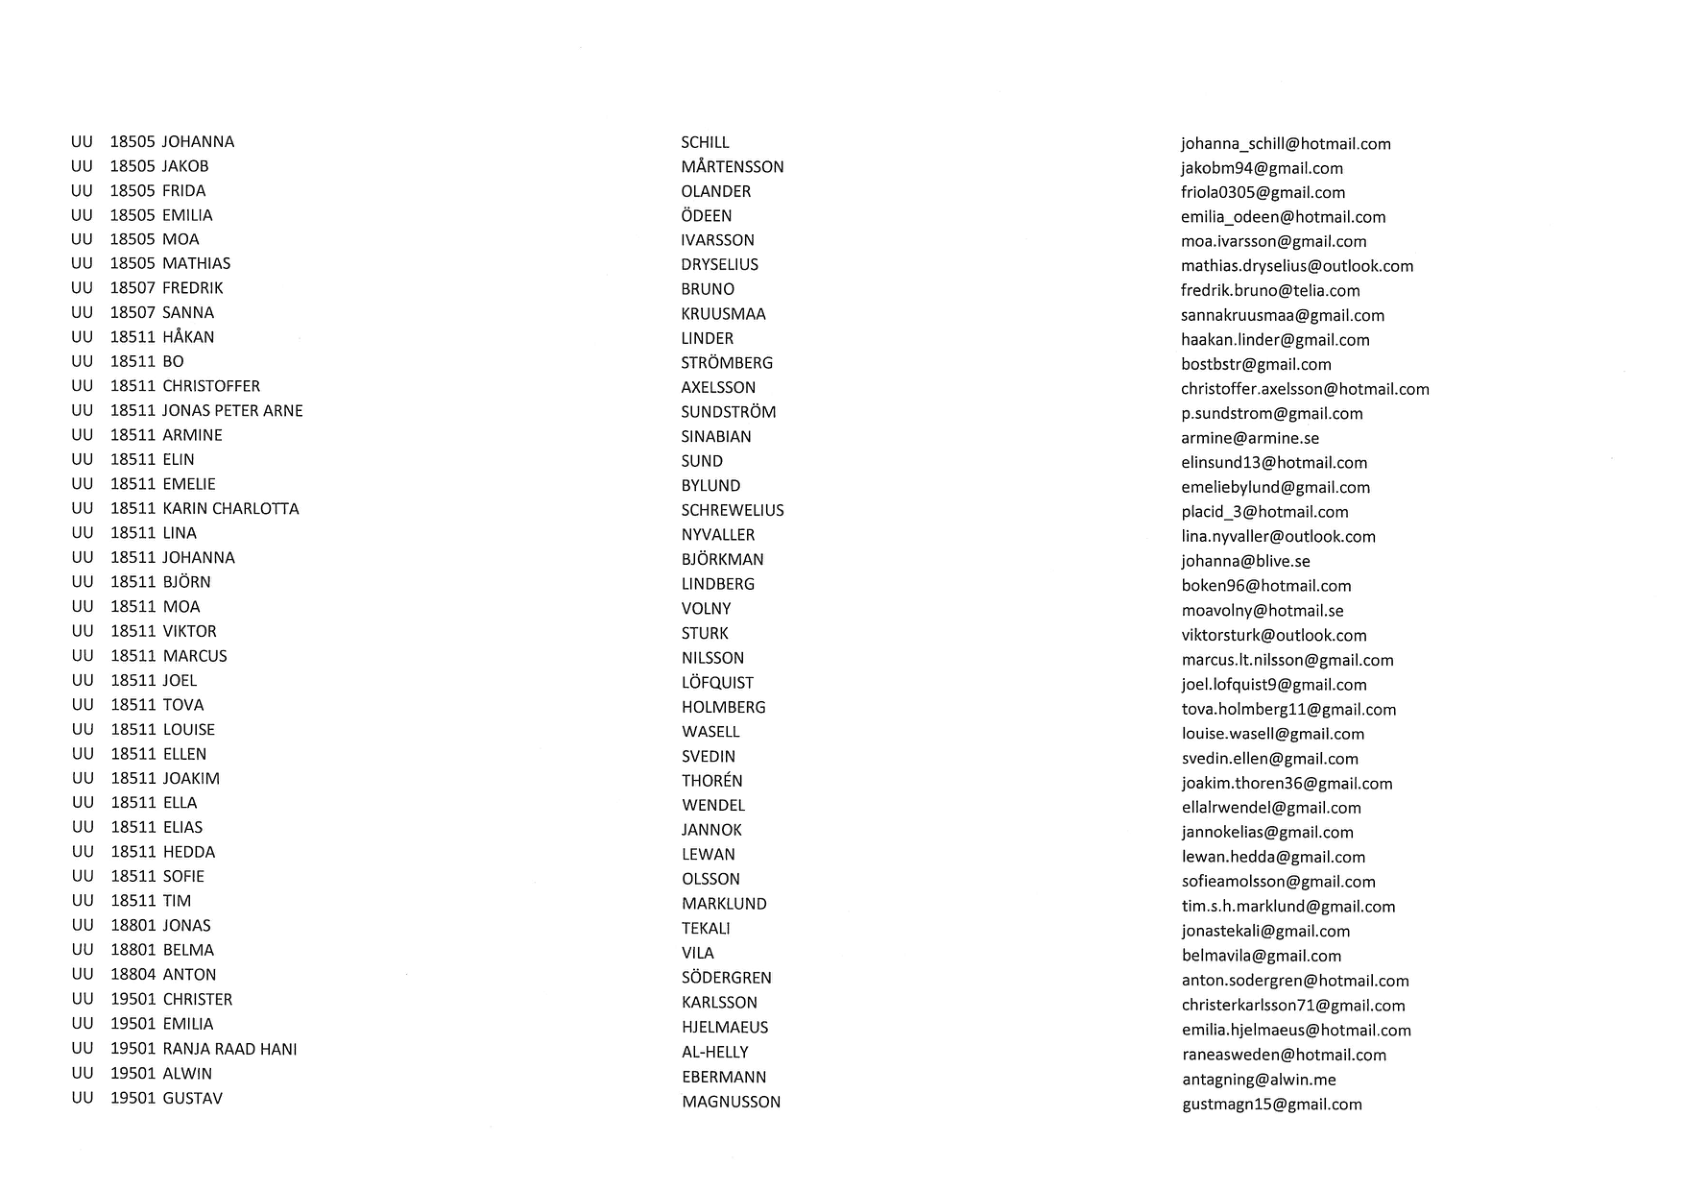 UU 18505 JOHANNA SCHILL johanna_schill@hotmail.com
UU 18505 JAKOB MÅRTENSSON jakobm94@gmail.com
UU 18505 FRIDA OLANDER friola0305@gmail.com
UU 18505 EMILIA ÖDEEN emilia_odeen@hotmail.com
UU 18505 MOA IVARSSON moa.ivarsson@gmail.com
UU 18505 MATHIAS DRYSELIUS mathias.dryselius@outlook.com
UU 18507 FREDRIK BRUNO fredrik.bruno@telia.com
UU 18507 SANNA KRUUSMAA sannakruusmaa@gmail.com
UU 18511 HÅKAN LINDER haakan.linder@gmail.com
UU 18511 BO STRÖMBERG bostbstr@gmail.com
UU 18511 CHRISTOFFER AXELSSON christoffer.axelsson@hotmail.com
UU 18511 JONAS PETER ARNE SUNDSTRÖM p.sundstrom@gmail.com
UU 18511 ARMINE SINABIAN armine@armine.se
UU 18511 ELIN SUND elinsund13@hotmail.com
UU 18511 EMELIE BYLUND emeliebylund@gmail.com
UU 18511 KARIN CHARLOTTA SCHREWELIUS placid_3@hotmail.com
UU 18511 LINA NYVALLER lina.nyvaller@outlook.com
UU 18511 JOHANNA BJÖRKMAN johanna@blive.se
UU 18511 BJÖRN LINDBERG boken96@hotmail.com
UU 18511 MOA VOLNY moavolny@hotmail.se
UU 18511 VIKTOR STURK viktorsturk@outlook.com
UU 18511 MARCUS NILSSON marcus.lt.nilsson@gmail.com
UU 18511 JOEL LÖFQUIST joel.lofquist9@gmail.com
UU 18511 TOVA HOLMBERG tova.holmberg11@gmail.com
UU 18511 LOUISE WASELL louise.wasell@gmail.com
UU 18511 ELLEN SVEDIN svedin.ellen@gmail.com
UU 18511 JOAKIM THORÉN joakim.thoren36@gmail.com
UU 18511 ELLA WENDEL ellalrwendel@gmail.com
UU 18511 ELIAS JANNOK jannokelias@gmail.com
UU 18511 HEDDA LEWAN lewan.hedda@gmail.com
UU 18511 SOFIE OLSSON sofieamolsson@gmail.com
UU 18511 TIM MARKLUND tim.s.h.marklund@gmail.com
UU 18801 JONAS TEKALI jonastekali@gmail.com
UU 18801 BELMA VILA belmavila@gmail.com
UU 18804 ANTON SÖDERGREN anton.sodergren@hotmail.com
UU 19501 CHRISTER KARLSSON christerkarlsson71@gmail.com
UU 19501 EMILIA HJELMAEUS emilia.hjelmaeus@hotmail.com
UU 19501 RANJA RAAD HANI AL-HELLY raneasweden@hotmail.com
UU 19501 ALWIN EBERMANN antagning@alwin.me
UU 19501 GUSTAV MAGNUSSON gustmagn15@gmail.com